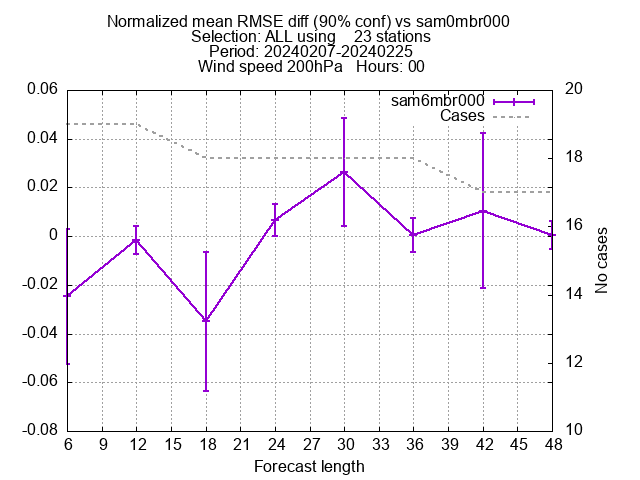 Normalized mean RMSE diff (90% conf) vs sam0mbr000
Selection: ALL using    23 stations
Period: 20240207-20240225
Wind speed 200hPa   Hours: 00
sam6mbr000
Cases
0.06
0.04
0.02
0
-0.02
-0.04
-0.06
-0.08
20
18
16
14
12
10
No cases
6 9 12 15 18 21 24 27 30 33 36 39 42 45 48
Forecast length